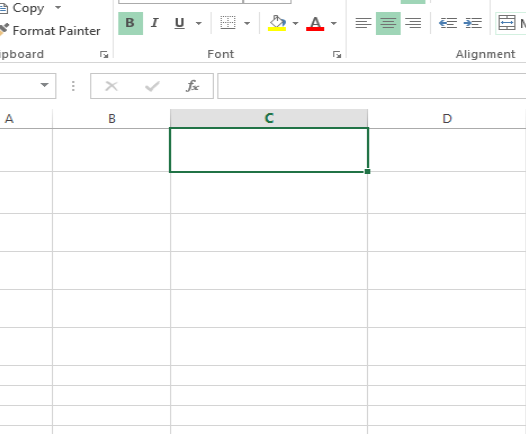 Copy
Format Painter
B I U A
ipboard Font Alignment
fx
A B C D